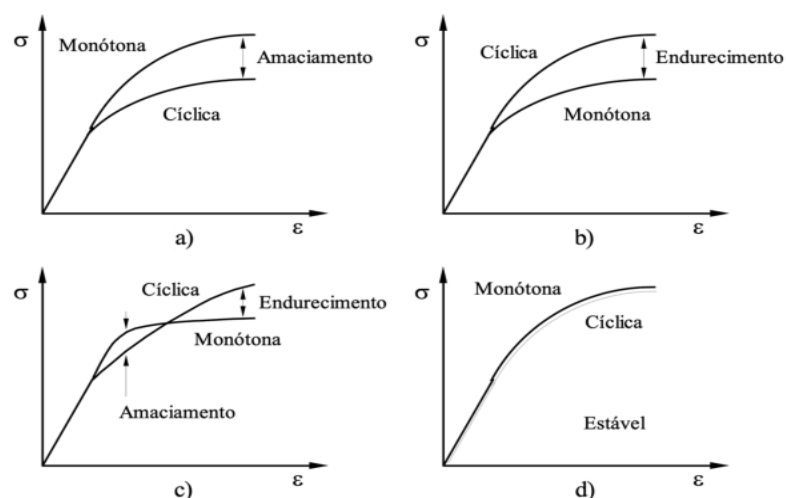 σ
Monótona
Amaciamento
Cíclica
ε
a)
σ
Cíclica
Endurecimento
Monótona
ε
b)
σ
Cíclica
Endurecimento
Monótona
Amaciamento
ε
c)
σ
Monótona
Cíclica
Estável
ε
d)